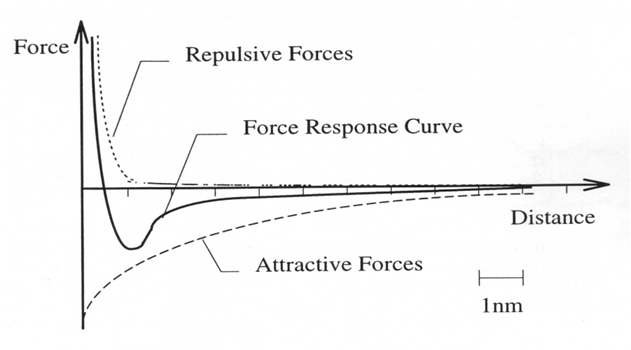 Force
Repulsive Forces
Force Response Curve
Distance
Attractive Forces
1nm